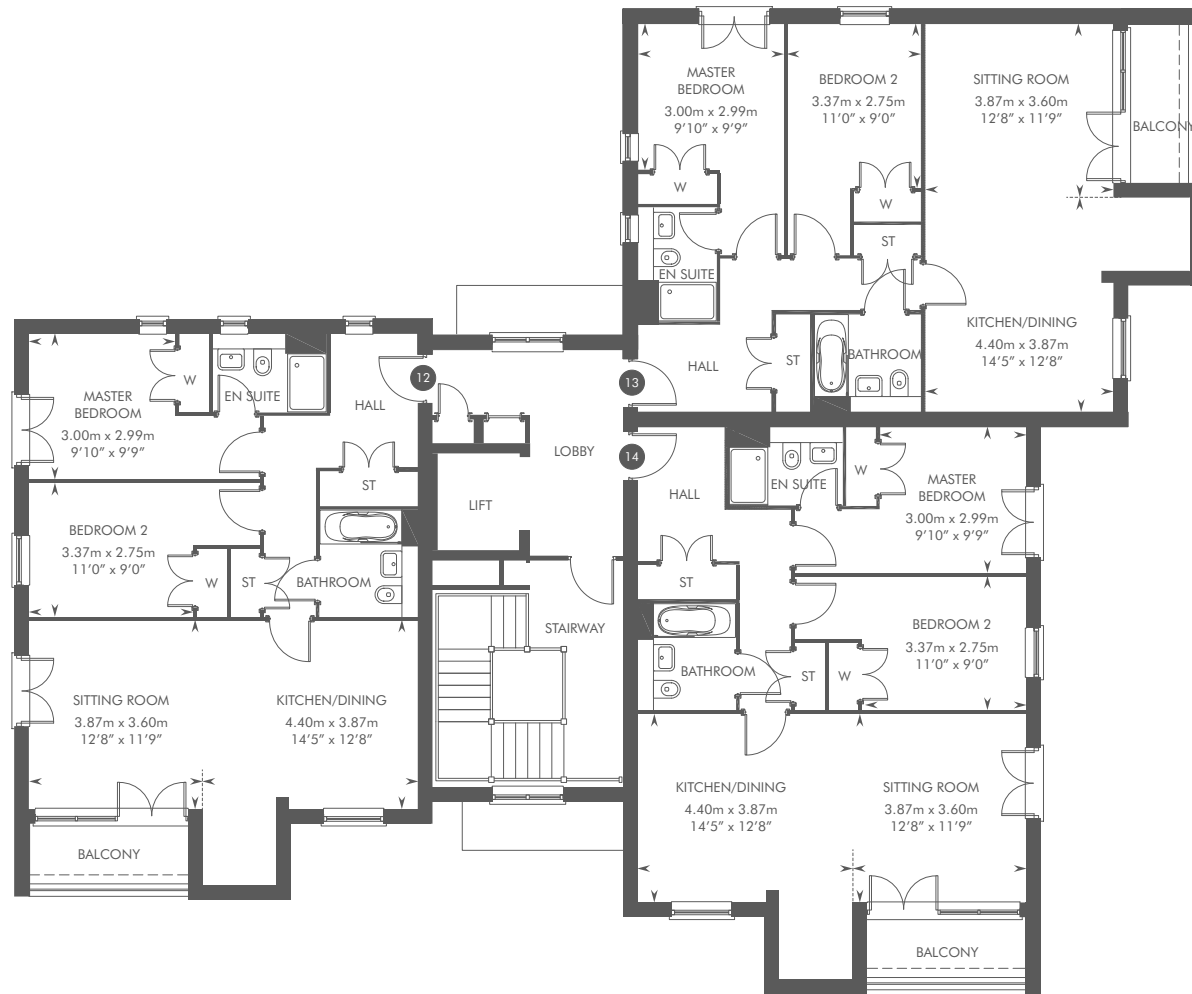 MASTER
BEDROOM
3.00m x 2.99m
9’10” x 9’9”
BEDROOM 2
3.37m x 2.75m
11’0” x 9’0”
SITTING ROOM
3.87m x 3.60m
12’8” x 11’9”
BALCONY
W
W
ST
EN SUITE
KITCHEN/DINING
4.40m x 3.87m
14’5” x 12’8”
BATHROOM
ST
HALL
13
12
MASTER
BEDROOM
3.00m x 2.99m
9’10” x 9’9”
W
EN SUITE
HALL
ST
BEDROOM 2
3.37m x 2.75m
11’0” x 9’0”
W
ST
BATHROOM
SITTING ROOM
3.87m x 3.60m
12’8” x 11’9”
KITCHEN/DINING
4.40m x 3.87m
14’5” x 12’8”
BALCONY
LOBBY
LIFT
STAIRWAY
14
HALL
EN SUITE
W
MASTER
BEDROOM
3.00m x 2.99m
9’10” x 9’9”
ST
BEDROOM 2
3.37m x 2.75m
11’0” x 9’0”
BATHROOM
ST
W
KITCHEN/DINING
4.40m x 3.87m
14’5” x 12’8”
SITTING ROOM
3.87m x 3.60m
12’8” x 11’9”
BALCONY